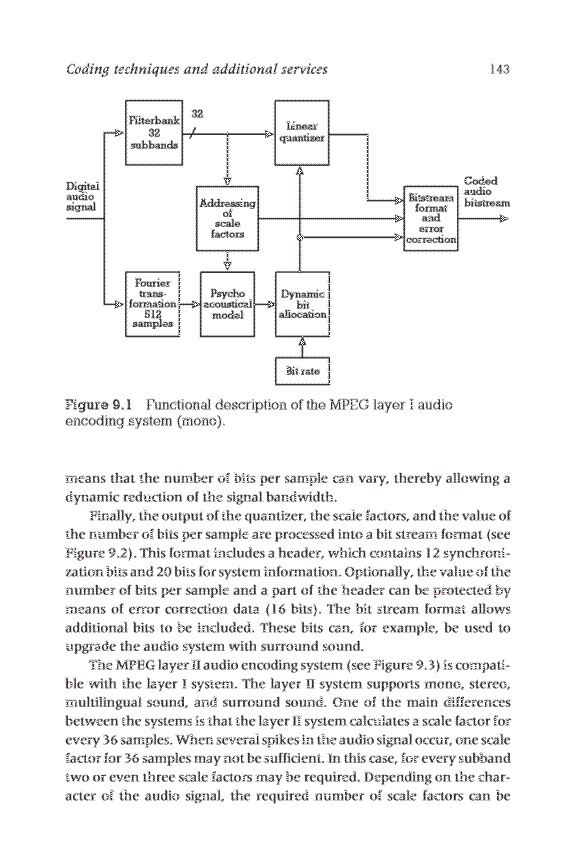 Coding techniques and additional services 143
Filterbank
32
subbands
32
Linear
quantizer
Digital
audio
signal
Addressing
of
scale
factors
Bitstream
format
and
error
correction
Coded
audio
bitstream
Fourier
trans-
formation
512
samples
Psycho
acoustical
model
Dynamic
bit
allocation
Bit rate
Figure 9.1 Functional description of the MPEG layer I audio
encoding system (mono).
means that the number of bits per sample can vary, thereby allowing a
dynamic reduction of the signal bandwidth.
Finally, the output of the quantizer, the scale factors, and the value of
the number of bits per sample are processed into a bit stream format (see
Figure 9.2). This format includes a header, which contains 12 synchroni-
zation bits and 20 bits for system information. Optionally, the value of the
number of bits per sample and a part of the header can be protected by
means of error correction data (16 bits). The bit stream format allows
additional bits to be included. These bits can, for example, be used to
upgrade the audio system with surround sound.
The MPEG layer II audio encoding system (see Figure 9.3) is compati-
ble with the layer I system. The layer II system supports mono, stereo,
multilingual sound, and surround sound. One of the main differences
between the systems is that the layer II system calculates a scale factor for
every 36 samples. When several spikes in the audio signal occur, one scale
factor for 36 samples may not be sufficient. In this case, for every subband
two or even three scale factors may be required. Depending on the char-
acter of the audio signal, the required number of scale factors can be